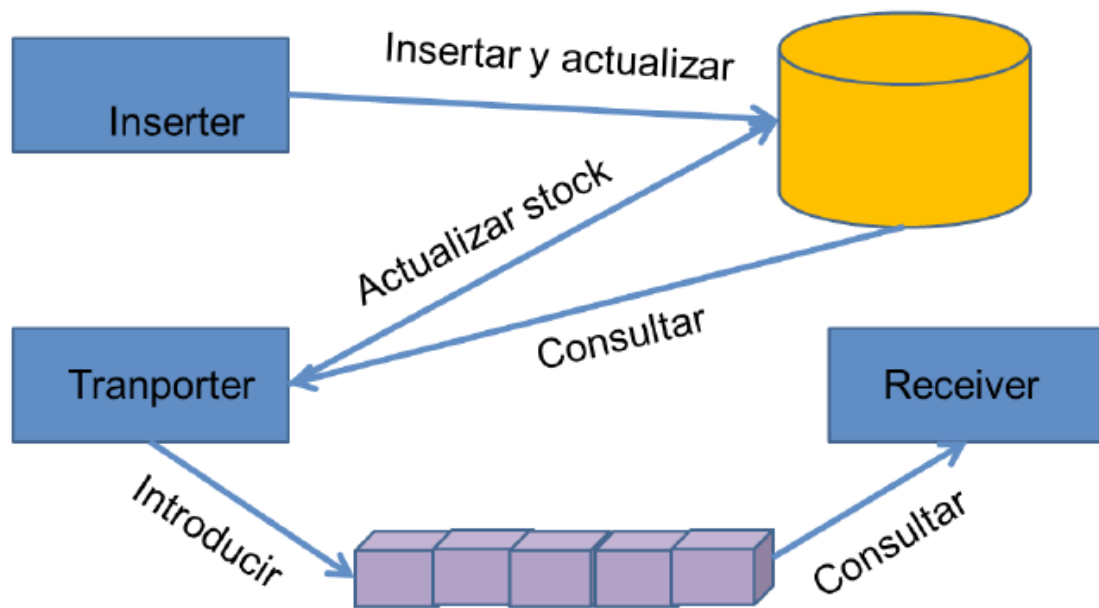 Insertar y actualizar
Inserter
Actualizar stock
Consultar
Tranporter
Receiver
Introducir
Consultar